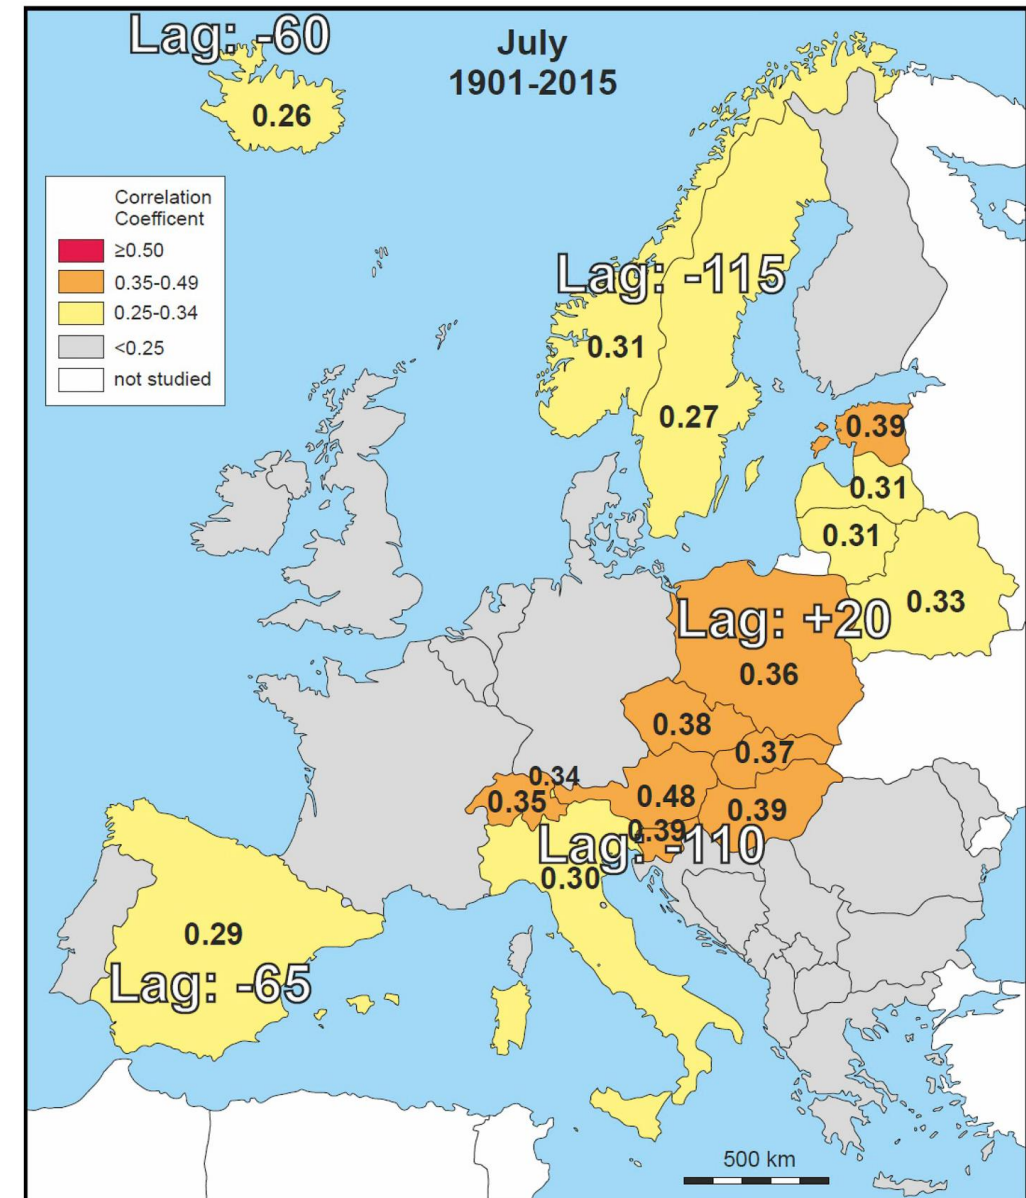 Lag: -60
July
1901-2015
0.26
Correlation
Coefficent
≥0.50
0.35-0.49
0.25-0.34
<0.25
not studied
Lag: -115
0.31
0.27
0.39
0.31
0.31
0.33
Lag: +20
0.36
0.38
0.37
0.34
0.35
0.48
0.39
0.39
Lag: -110
0.30
0.29
Lag: -65
500 km